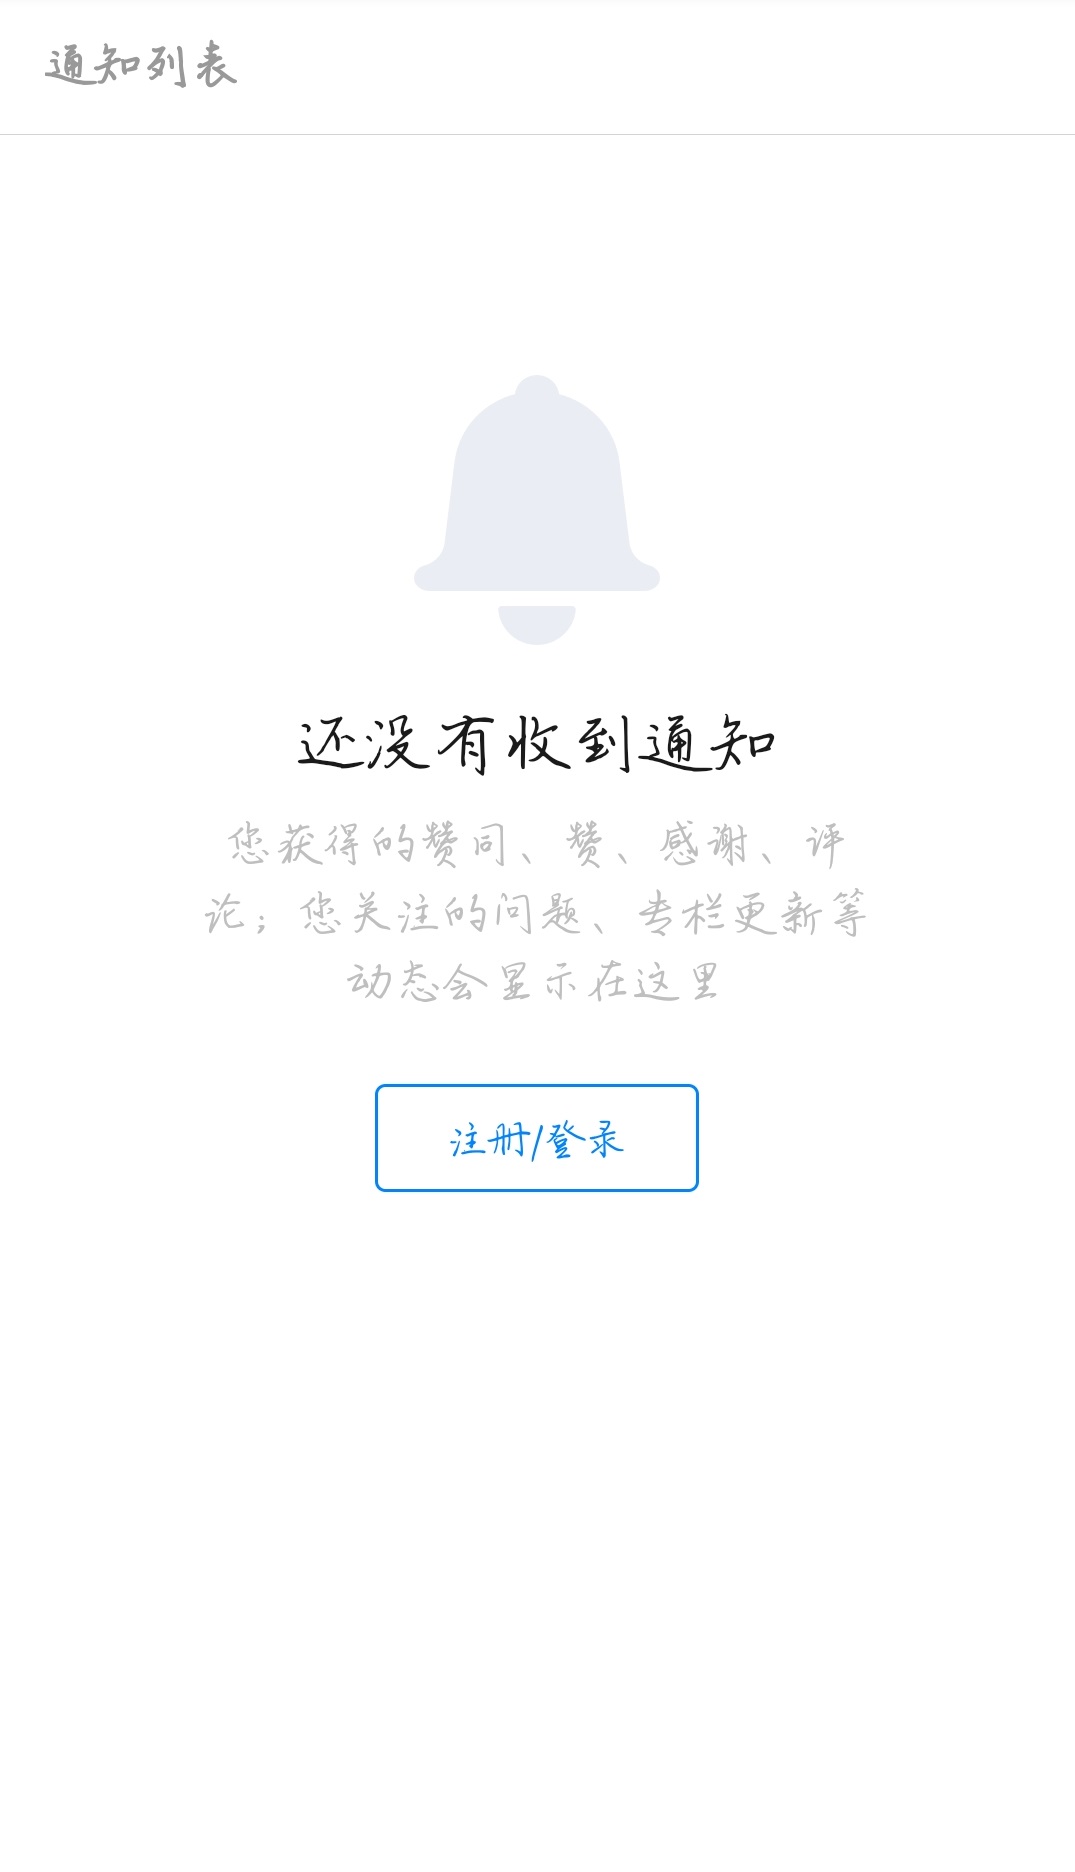 通知列表
还没有收到通知
您获得的赞同、赞、感谢、评
论；您关注的问题、专栏更新等
动态会显示在这里
注册/登录